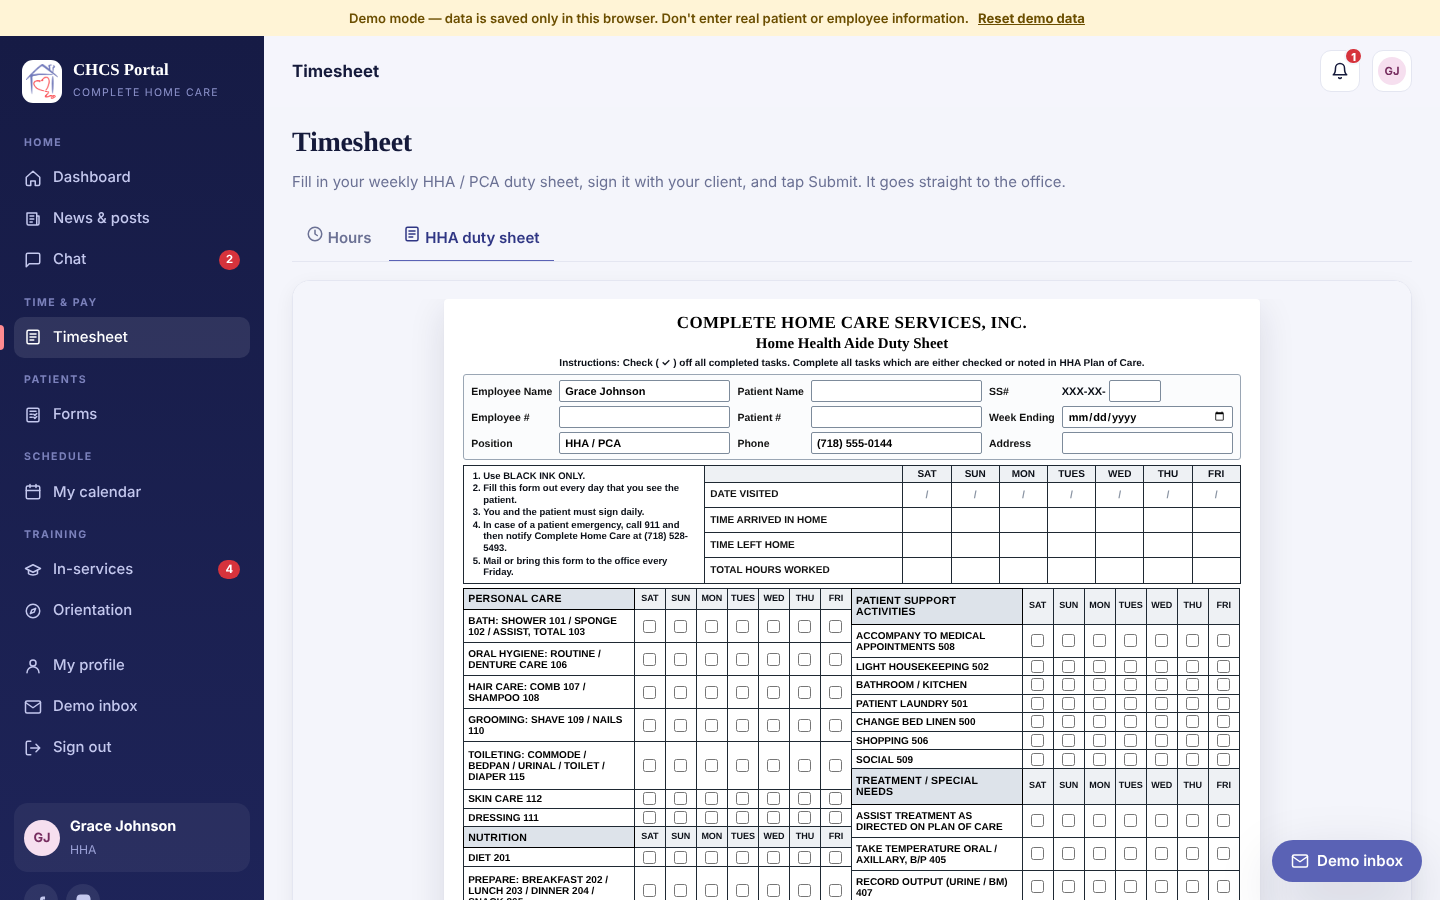 Demo mode — data is saved only in this browser. Don't enter real patient or employee information. Reset demo data
CHCS Portal
COMPLETE HOME CARE
HOME
Dashboard
News & posts
Chat 2
TIME & PAY
Timesheet
PATIENTS
Forms
SCHEDULE
My calendar
TRAINING
In-services 4
Orientation
My profile
Demo inbox
Sign out
GJ
Grace Johnson
HHA
Timesheet
1
GJ
Timesheet
Fill in your weekly HHA / PCA duty sheet, sign it with your client, and tap Submit. It goes straight to the office.
Hours HHA duty sheet
COMPLETE HOME CARE SERVICES, INC.
Home Health Aide Duty Sheet
Instructions: Check ( ✓ ) off all completed tasks. Complete all tasks which are either checked or noted in HHA Plan of Care.
Employee Name Grace Johnson Patient Name SS# XXX-XX-
Employee # Patient # Week Ending mm/dd/yyyy
Position HHA / PCA Phone (718) 555-0144 Address
1. Use BLACK INK ONLY.
2. Fill this form out every day that you see the
patient.
3. You and the patient must sign daily.
4. In case of a patient emergency, call 911 and
then notify Complete Home Care at (718) 528-
5493.
5. Mail or bring this form to the office every
Friday.
SAT SUN MON TUES WED THU FRI
DATE VISITED / / / / / / /
TIME ARRIVED IN HOME
TIME LEFT HOME
TOTAL HOURS WORKED
PERSONAL CARE SAT SUN MON TUES WED THU FRI
BATH: SHOWER 101 / SPONGE
102 / ASSIST, TOTAL 103
ORAL HYGIENE: ROUTINE /
DENTURE CARE 106
HAIR CARE: COMB 107 /
SHAMPOO 108
GROOMING: SHAVE 109 / NAILS
110
TOILETING: COMMODE /
BEDPAN / URINAL / TOILET /
DIAPER 115
SKIN CARE 112
DRESSING 111
NUTRITION SAT SUN MON TUES WED THU FRI
DIET 201
PREPARE: BREAKFAST 202 /
LUNCH 203 / DINNER 204 /
PATIENT SUPPORT
ACTIVITIES
SAT SUN MON TUES WED THU FRI
ACCOMPANY TO MEDICAL
APPOINTMENTS 508
LIGHT HOUSEKEEPING 502
BATHROOM / KITCHEN
PATIENT LAUNDRY 501
CHANGE BED LINEN 500
SHOPPING 506
SOCIAL 509
TREATMENT / SPECIAL
NEEDS
SAT SUN MON TUES WED THU FRI
ASSIST TREATMENT AS
DIRECTED ON PLAN OF CARE
TAKE TEMPERATURE ORAL /
AXILLARY, B/P 405
RECORD OUTPUT (URINE / BM)
407
Demo inbox